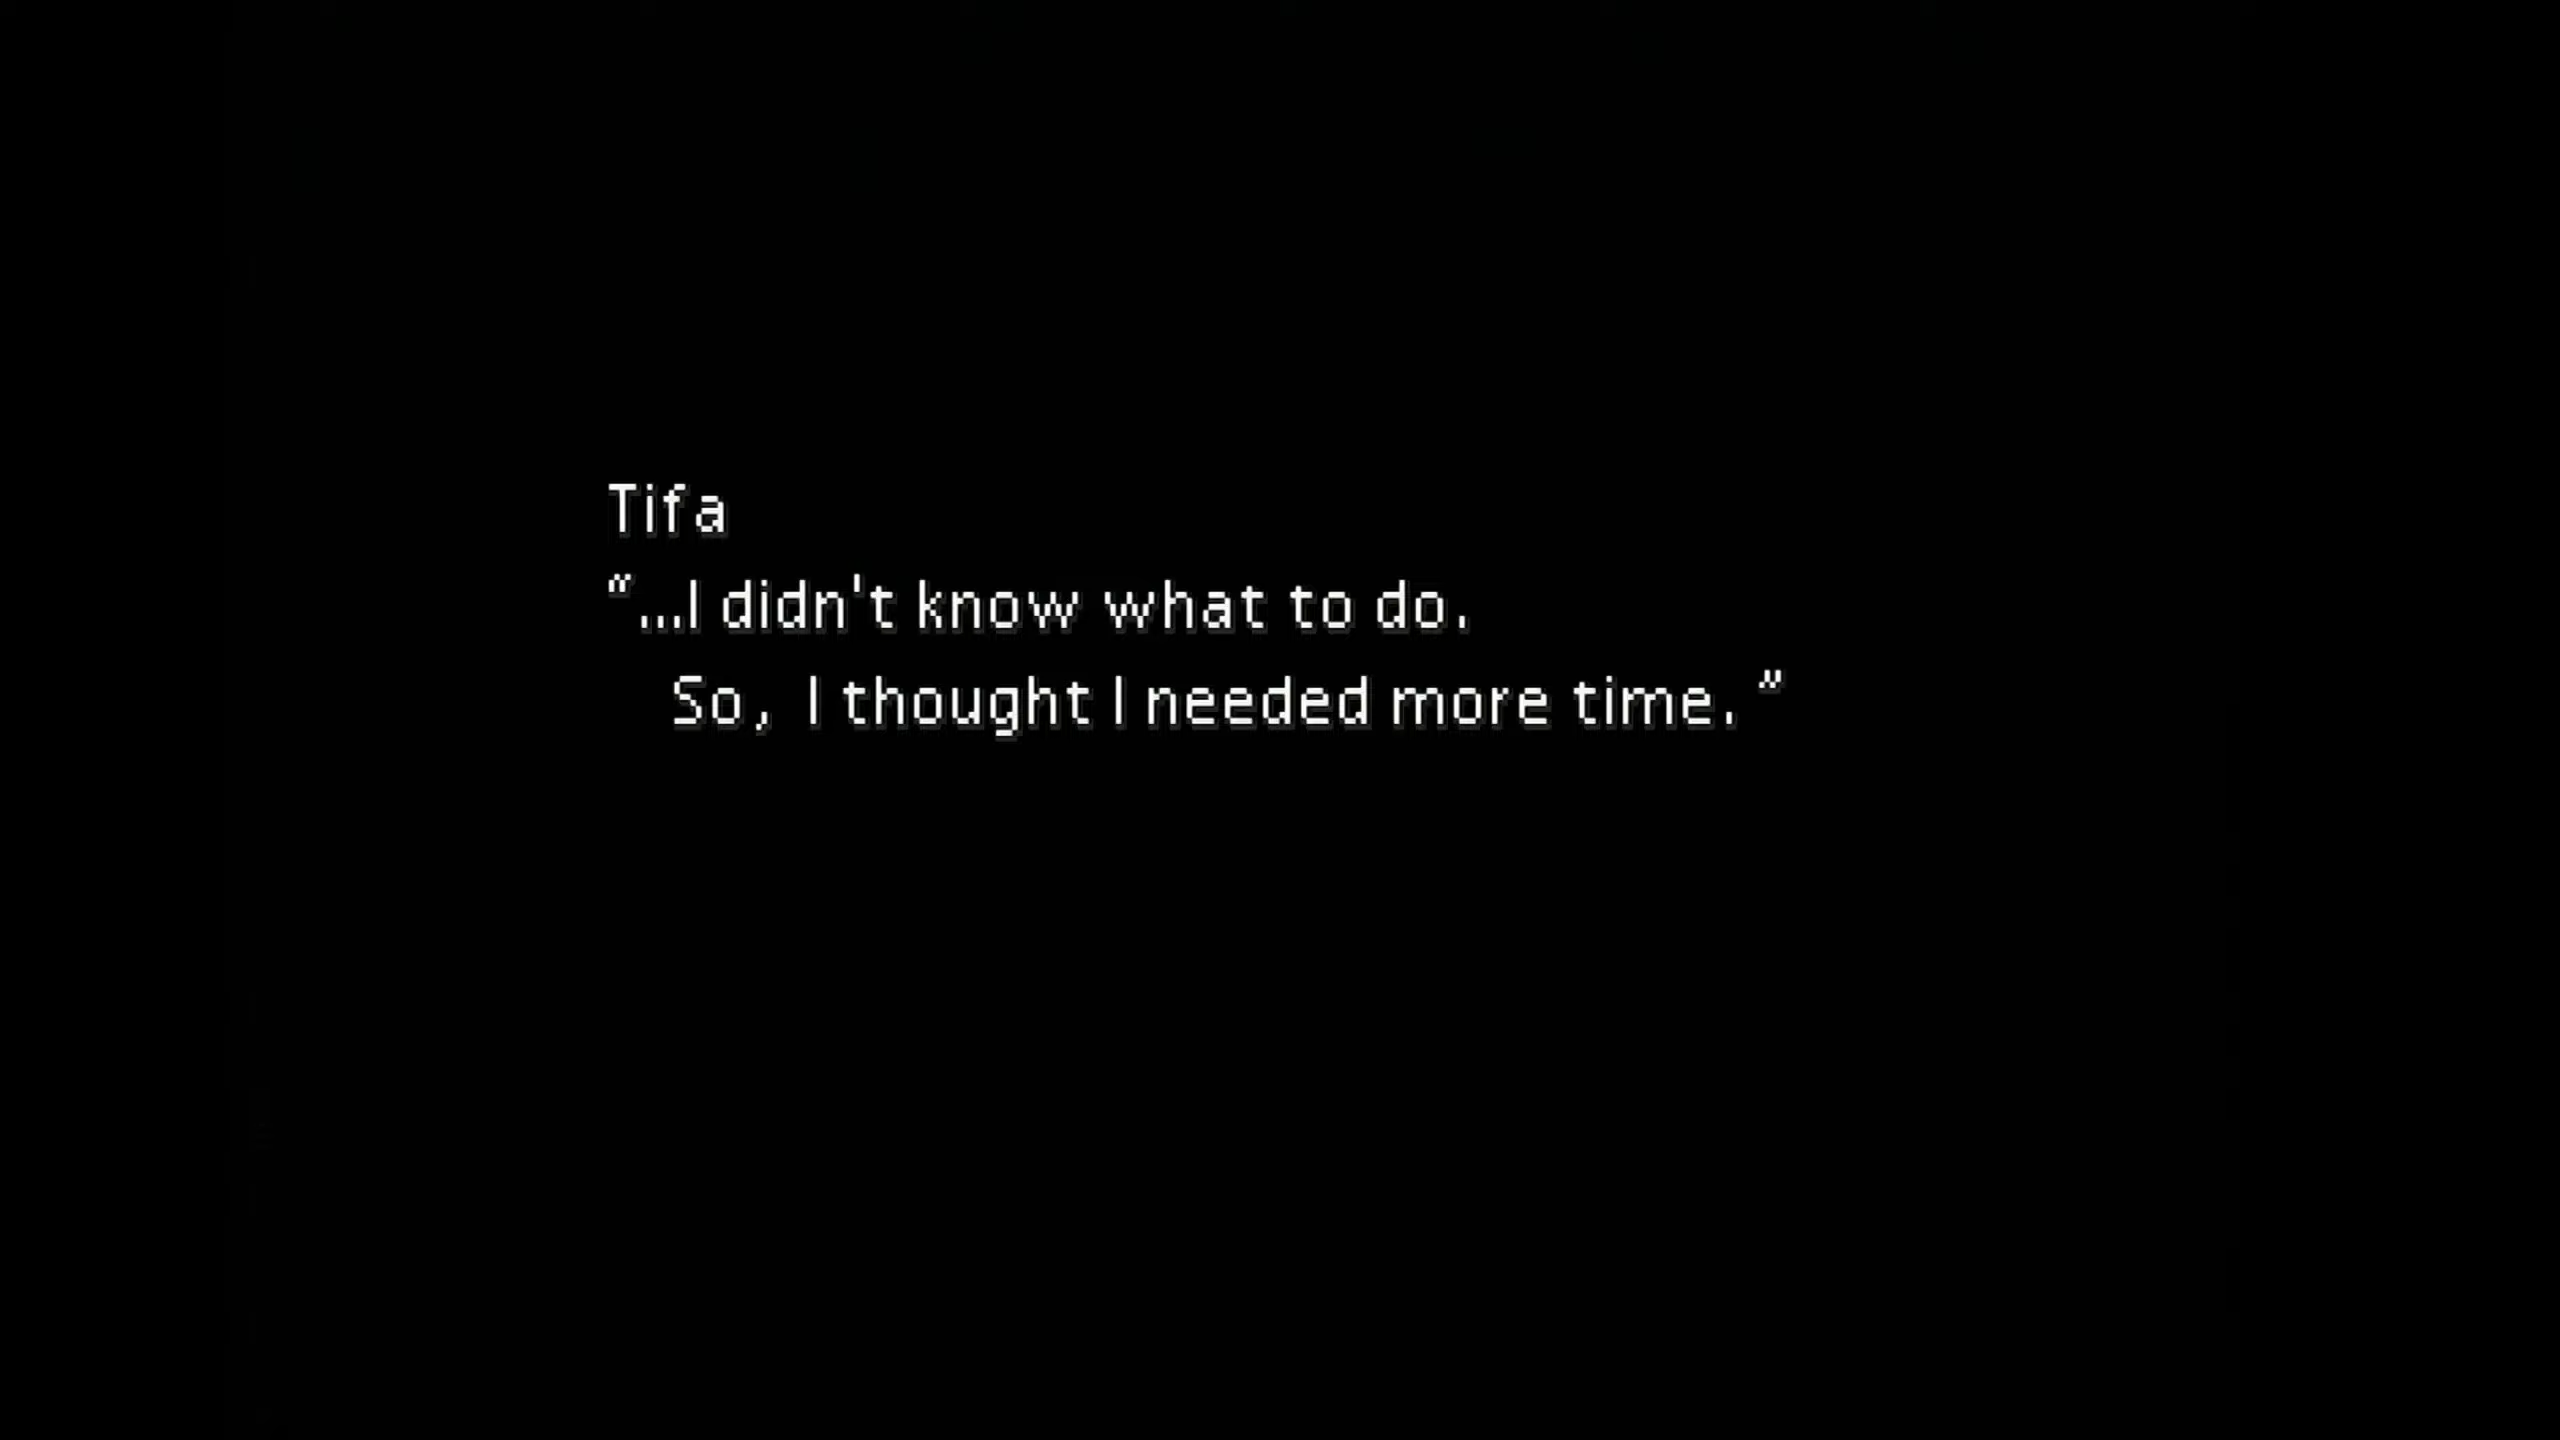 Tifa
“...I didn't know what to do.
So, I thought I needed more time. ”